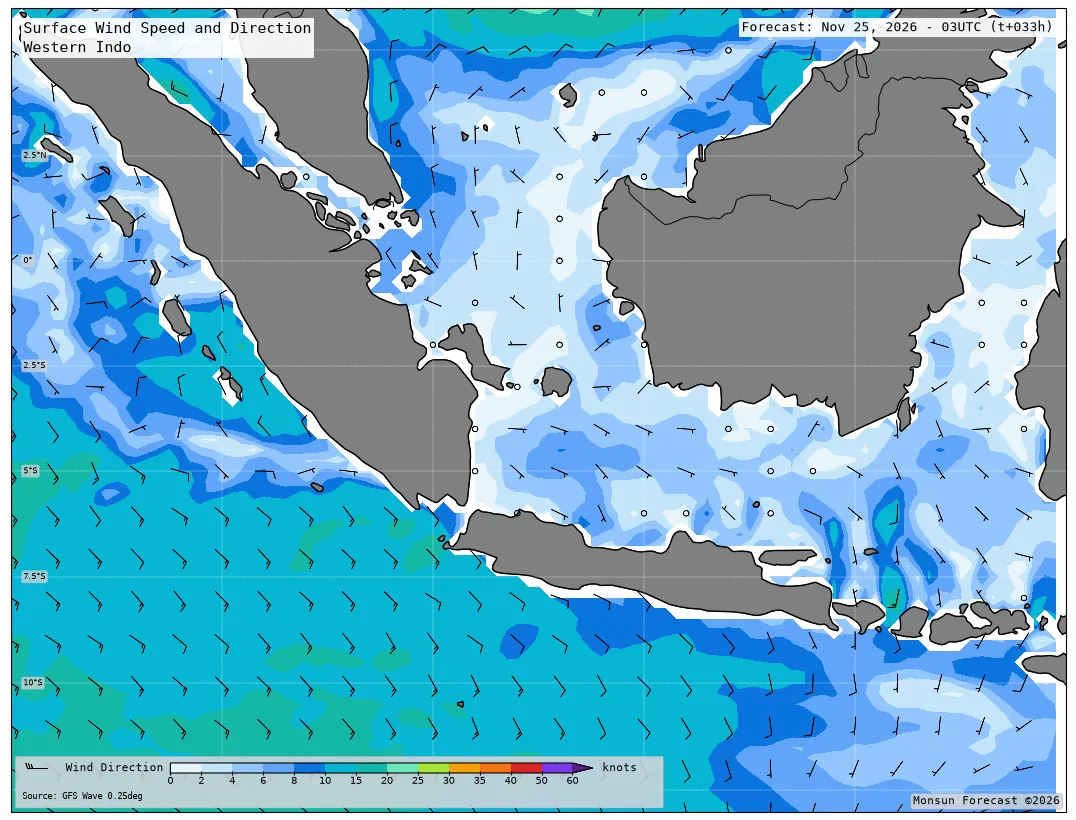 Surface Wind Speed and Direction
Western Indo
Forecast: Nov 25, 2026 - 03UTC (t+033h)
2.5°N
0°
2.5°S
5°S
7.5°S
10°S
Wind Direction
0 2 4 6 8 10 15 20 25 30 35 40 50 60
knots
Source: GFS Wave 0.25deg
Monsun Forecast ©2026